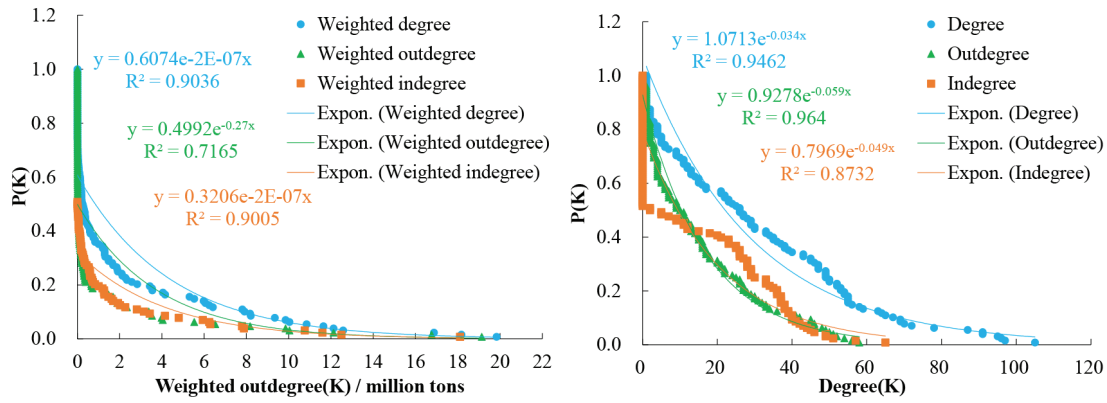 1.2
1.0
0.8
0.6
0.4
0.2
0.0
P(K)
y = 0.6074e-2E-07x
R² = 0.9036
y = 0.4992e-0.27x
R² = 0.7165
y = 0.3206e-2E-07x
R² = 0.9005
Weighted degree
Weighted outdegree
Weighted indegree
Expon. (Weighted degree)
Expon. (Weighted outdegree)
Expon. (Weighted indegree)
0 2 4 6 8 10 12 14 16 18 20 22
Weighted outdegree(K) / million tons
1.2
1.0
0.8
0.6
0.4
0.2
0.0
P(K)
y = 1.0713e-0.034x
R² = 0.9462
y = 0.9278e-0.059x
R² = 0.964
y = 0.7969e-0.049x
R² = 0.8732
Degree
Outdegree
Indegree
Expon. (Degree)
Expon. (Outdegree)
Expon. (Indegree)
0 20 40 60 80 100 120
Degree(K)